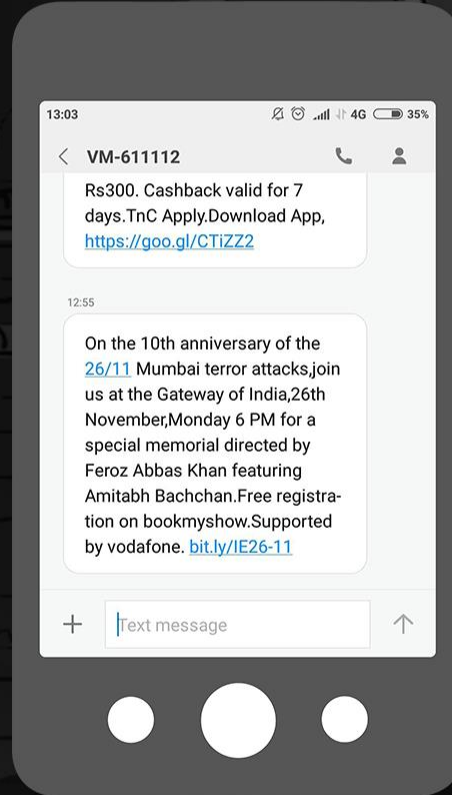 13:03 4G 35%
VM-611112
Rs300. Cashback valid for 7
days.TnC Apply.Download App,
https://goo.gl/CTiZZ2
12:55
On the 10th anniversary of the
26/11 Mumbai terror attacks,join
us at the Gateway of India,26th
November,Monday 6 PM for a
special memorial directed by
Feroz Abbas Khan featuring
Amitabh Bachchan.Free registra-
tion on bookmyshow.Supported
by vodafone. bit.ly/IE26-11
Text message